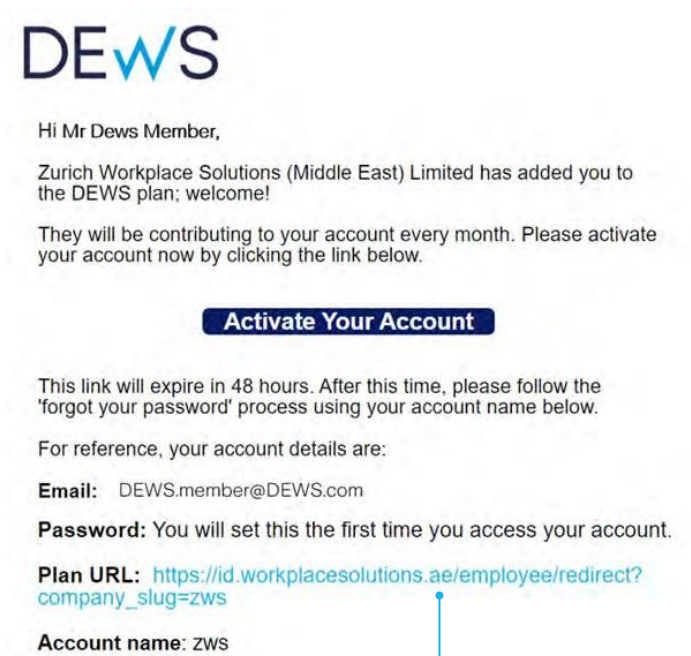 DEWS
Hi Mr Dews Member,
Zurich Workplace Solutions (Middle East) Limited has added you to
the DEWS plan; welcome!
They will be contributing to your account every month. Please activate
your account now by clicking the link below.
Activate Your Account
This link will expire in 48 hours. After this time, please follow the
'forgot your password' process using your account name below.
For reference, your account details are:
Email: DEWS.member@DEWS.com
Password: You will set this the first time you access your account.
Plan URL: https://id.workplacesolutions.ae/employee/redirect?
company_slug=zws
Account name: zws